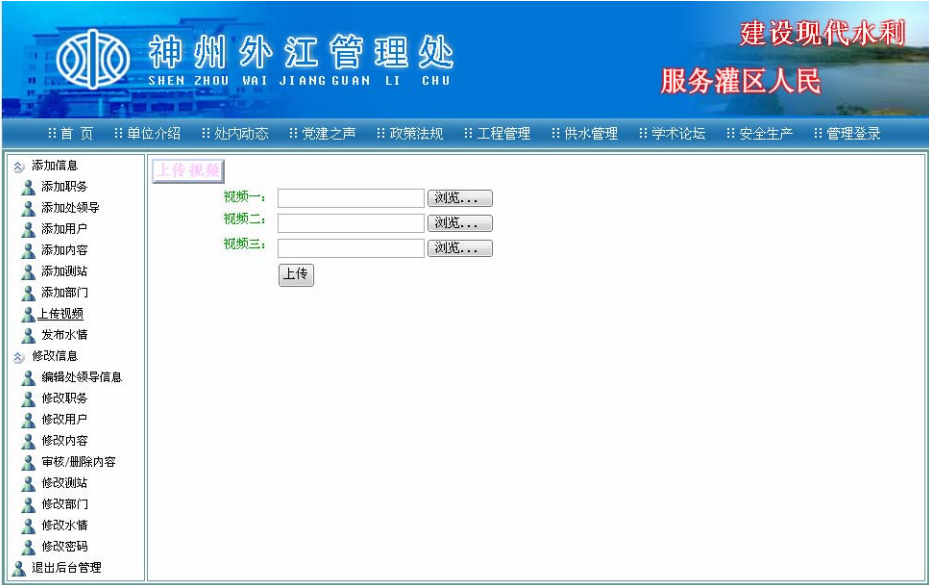 神州外江管理处
SHEN ZHOU WAI JIANG GUAN LI CHU
建设现代水利
服务灌区人民
::首 页 ::单位介绍 ::处内动态 ::党建之声 ::政策法规 ::工程管理 ::供水管理 ::学术论坛 ::安全生产 ::管理登录
添加信息
添加职务
添加处领导
添加用户
添加内容
添加测站
添加部门
上传视频
发布水情
修改信息
编辑处领导信息
修改职务
修改用户
修改内容
审核/删除内容
修改测站
修改部门
修改水情
修改密码
退出后台管理
上传视频
视频一： 浏览...
视频二： 浏览...
视频三： 浏览...
上传